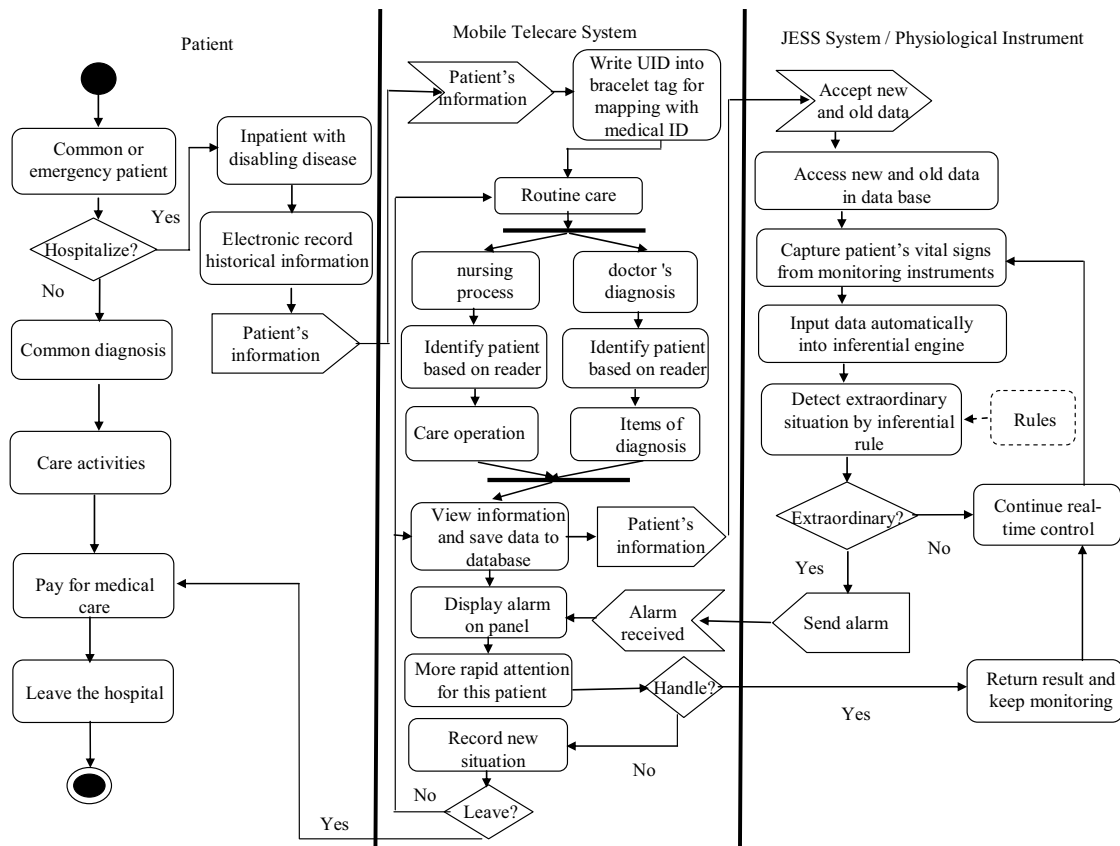 Patient
Common or
emergency patient
Hospitalize?
Yes
No
Inpatient with
disabling disease
Electronic record
historical information
Patient's
information
Common diagnosis
Care activities
Pay for medical
care
Leave the hospital
Mobile Telecare System
Patient's
information
Write UID into
bracelet tag for
mapping with
medical ID
Routine care
nursing
process
doctor 's
diagnosis
Identify patient
based on reader
Identify patient
based on reader
Care operation
Items of
diagnosis
View information
and save data to
database
Patient's
information
Display alarm
on panel
Alarm
received
More rapid attention
for this patient
Handle?
Yes
No
Record new
situation
Leave?
No
Yes
JESS System / Physiological Instrument
Accept new
and old data
Access new and old data
in data base
Capture patient's vital signs
from monitoring instruments
Input data automatically
into inferential engine
Detect extraordinary
situation by inferential
rule
Rules
Extraordinary?
No
Yes
Continue real-
time control
Send alarm
Return result and
keep monitoring